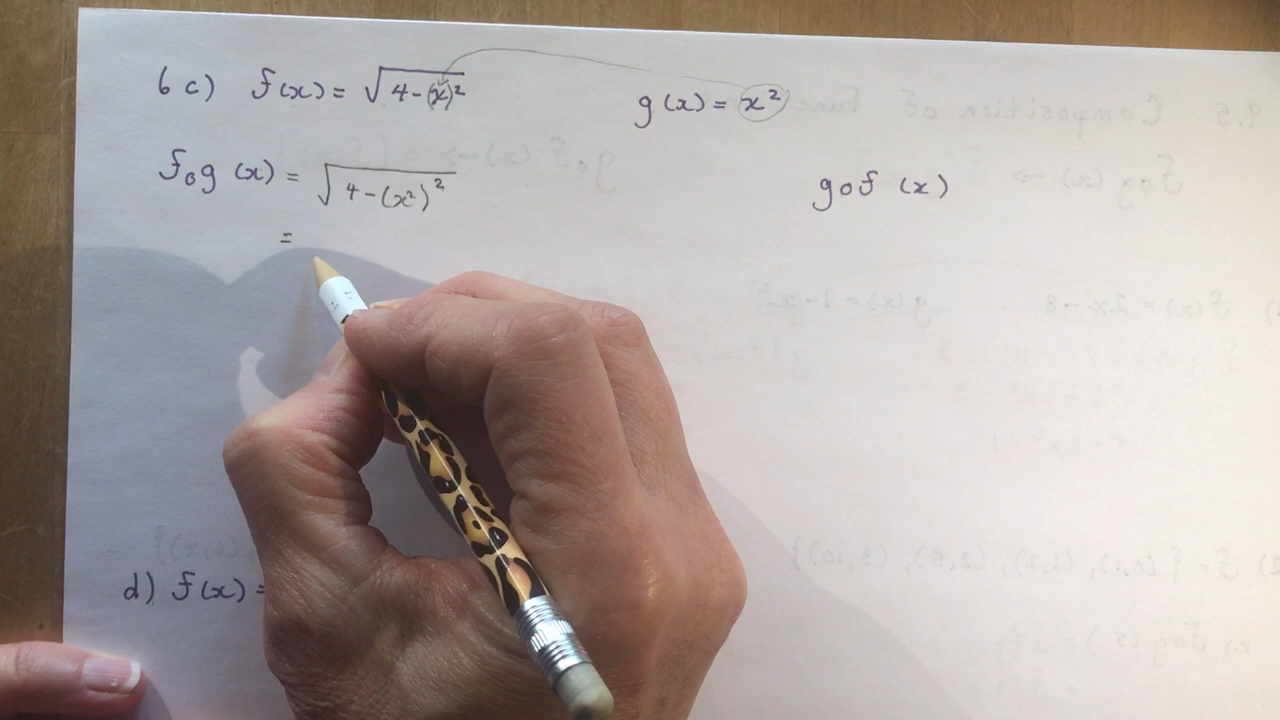 6 c) f(x) = √4-(x)² g(x) = x²
f∘g (x) = √4-(x²)² g∘f (x)
=
d) f(x) =